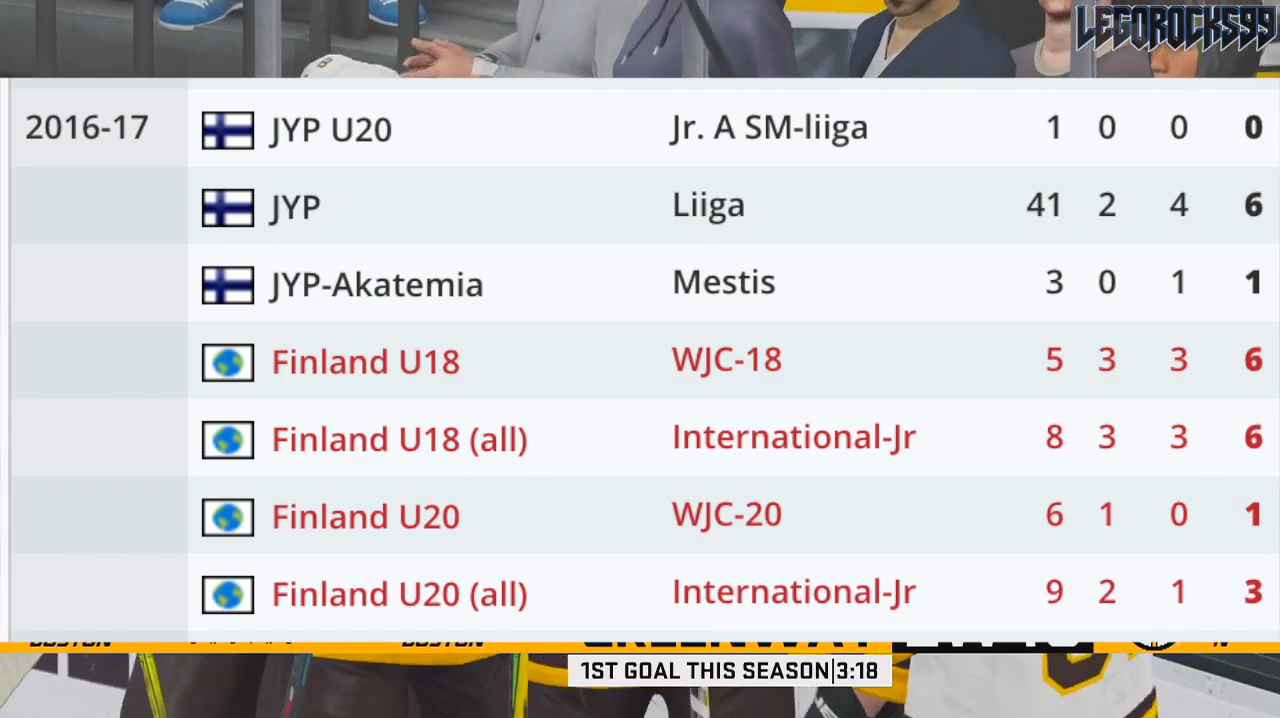 LEGOROCKS99
2016-17 JYP U20 Jr. A SM-liiga 1 0 0 0
JYP Liiga 41 2 4 6
JYP-Akatemia Mestis 3 0 1 1
Finland U18 WJC-18 5 3 3 6
Finland U18 (all) International-Jr 8 3 3 6
Finland U20 WJC-20 6 1 0 1
Finland U20 (all) International-Jr 9 2 1 3
1ST GOAL THIS SEASON|3:18